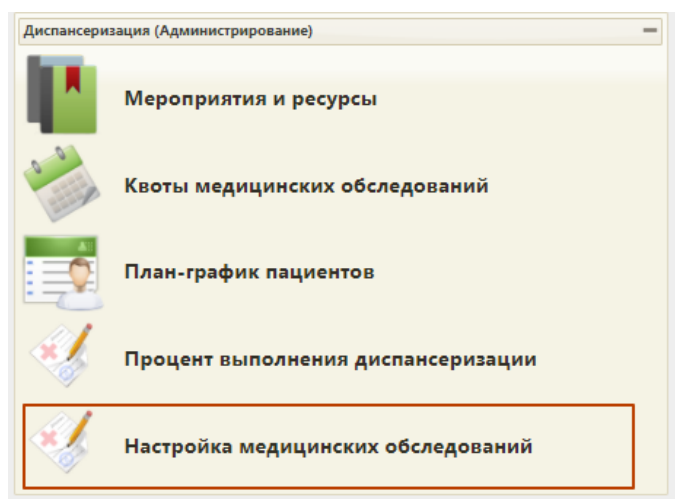 Диспансеризация (Администрирование)
Мероприятия и ресурсы
Квоты медицинских обследований
План-график пациентов
Процент выполнения диспансеризации
Настройка медицинских обследований